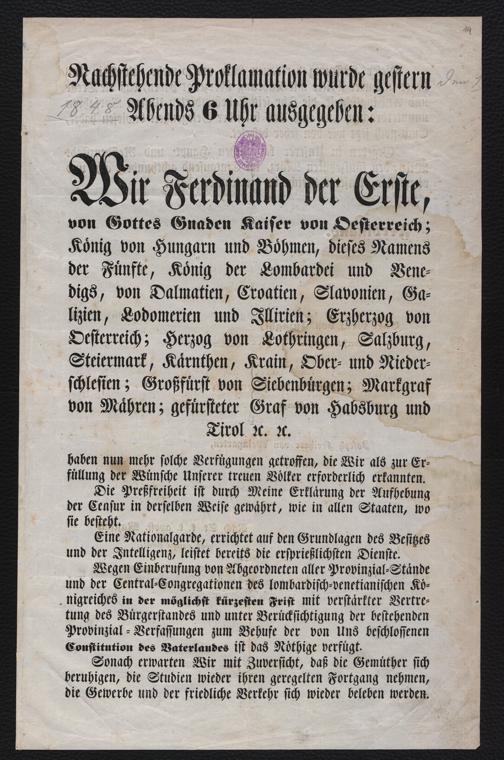 Nachstehende Proklamation wurde gestern
1848
Abends 6 Uhr ausgegeben:
Wir Ferdinand der Erste,
von Gottes Gnaden Kaiser von Oesterreich;
König von Hungarn und Böhmen, dieses Namens
der Fünfte, König der Lombardei und Vene-
digs, von Dalmatien, Croatien, Slavonien, Ga-
lizien, Lodomerien und Illirien; Erzherzog von
Oesterreich; Herzog von Lothringen, Salzburg,
Steiermark, Kärnthen, Krain, Ober- und Nieder-
schlesien; Großfürst von Siebenbürgen; Markgraf
von Mähren; gefürsteter Graf von Habsburg und
Tirol ꝛc. ꝛc.
haben nun mehr solche Verfügungen getroffen, die Wir als zur Er-
füllung der Wünsche Unserer treuen Völker erforderlich erkannten.
Die Preßfreiheit ist durch Meine Erklärung der Aufhebung
der Censur in derselben Weise gewährt, wie in allen Staaten, wo
sie besteht.
Eine Nationalgarde, errichtet auf den Grundlagen des Besitzes
und der Intelligenz, leistet bereits die ersprießlichsten Dienste.
Wegen Einberufung von Abgeordneten aller Provinzial-Stände
und der Central-Congregationen des lombardisch-venetianischen Kö-
nigreiches in der möglichst kürzesten Frist mit verstärkter Vertre-
tung des Bürgerstandes und unter Berücksichtigung der bestehenden
Provinzial-Verfassungen zum Behufe der von Uns beschlossenen
Constitution des Vaterlandes ist das Nöthige verfügt.
Sonach erwarten Wir mit Zuversicht, daß die Gemüther sich
beruhigen, die Studien wieder ihren geregelten Fortgang nehmen,
die Gewerbe und der friedliche Verkehr sich wieder beleben werden.